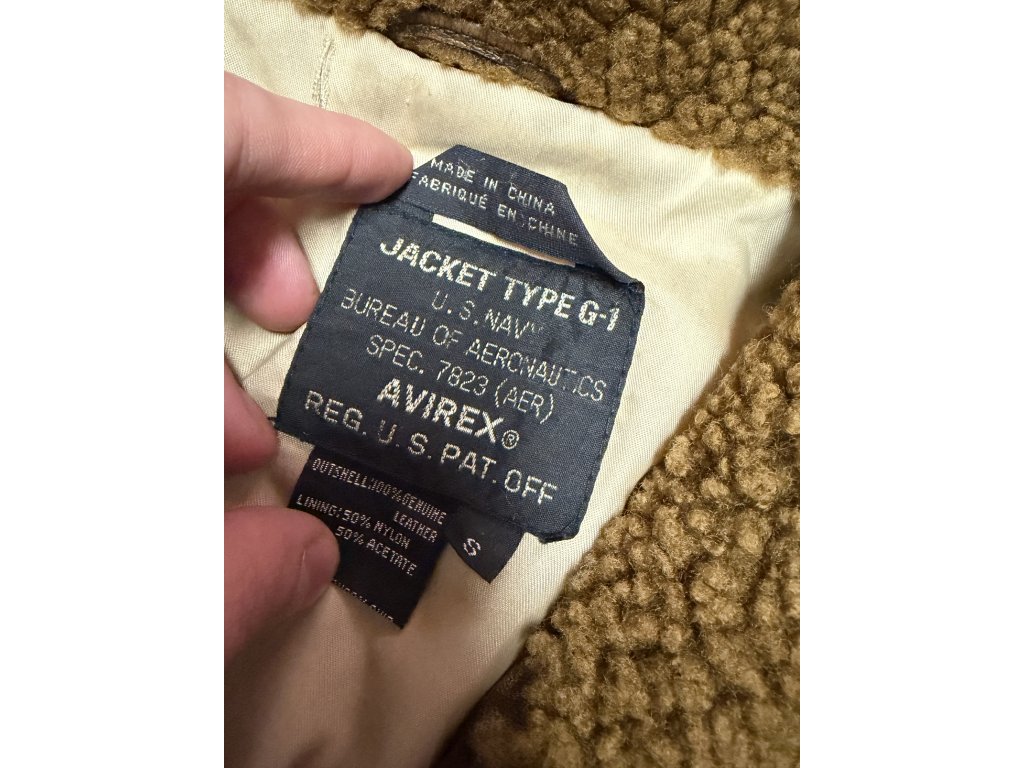 MADE IN CHINA
FABRIQUÉ EN CHINE
JACKET TYPE G-1
U.S. NAVY
BUREAU OF AERONAUTICS
SPEC. 7823 (AER)
AVIREX®
REG. U.S. PAT. OFF
OUTSHELL:100% GENUINE
LEATHER
LINING:50% NYLON
50% ACETATE
S